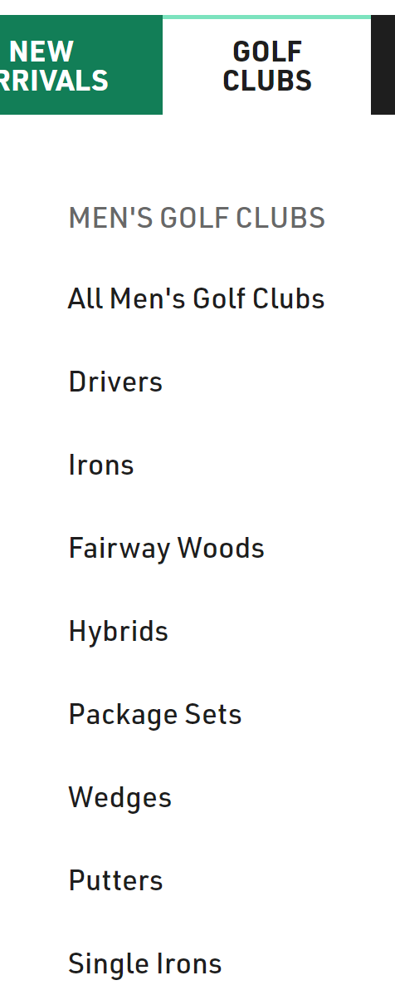 NEW
RRIVALS
GOLF
CLUBS
MEN'S GOLF CLUBS
All Men's Golf Clubs
Drivers
Irons
Fairway Woods
Hybrids
Package Sets
Wedges
Putters
Single Irons